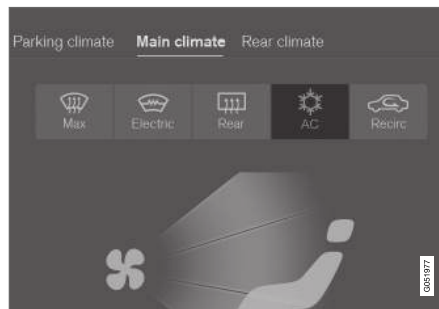 Parking climate Main climate Rear climate
Max Electric Rear AC Recirc
G051977